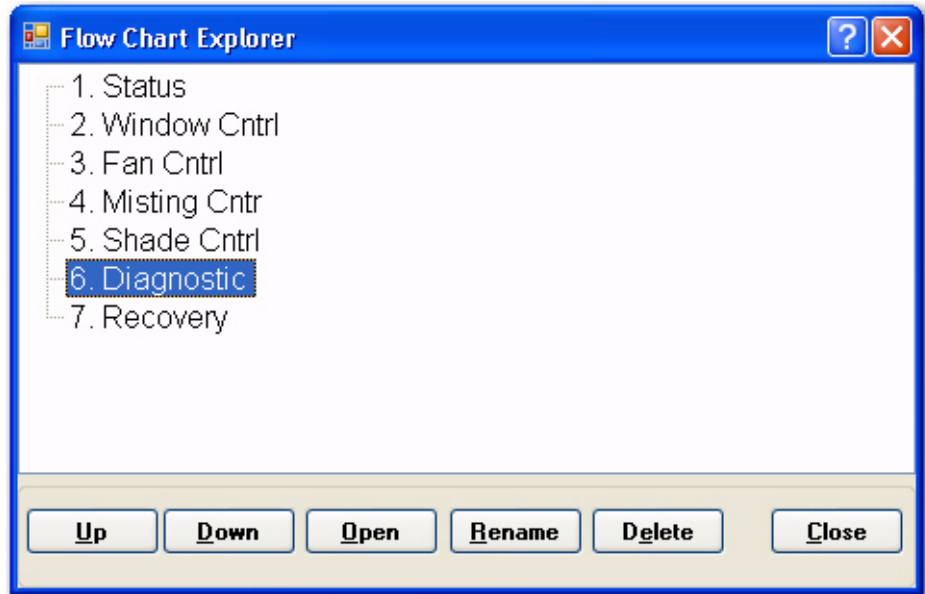 Flow Chart Explorer
1. Status
2. Window Cntrl
3. Fan Cntrl
4. Misting Cntr
5. Shade Cntrl
6. Diagnostic
7. Recovery
Up Down Open Rename Delete Close